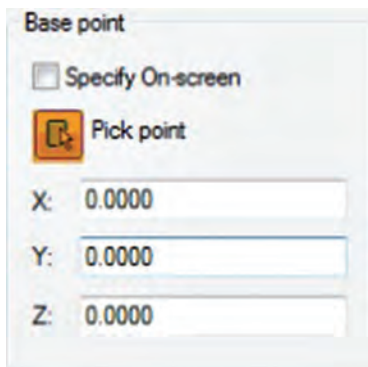 Base point
Specify On-screen
Pick point
X: 0.0000
Y: 0.0000
Z: 0.0000